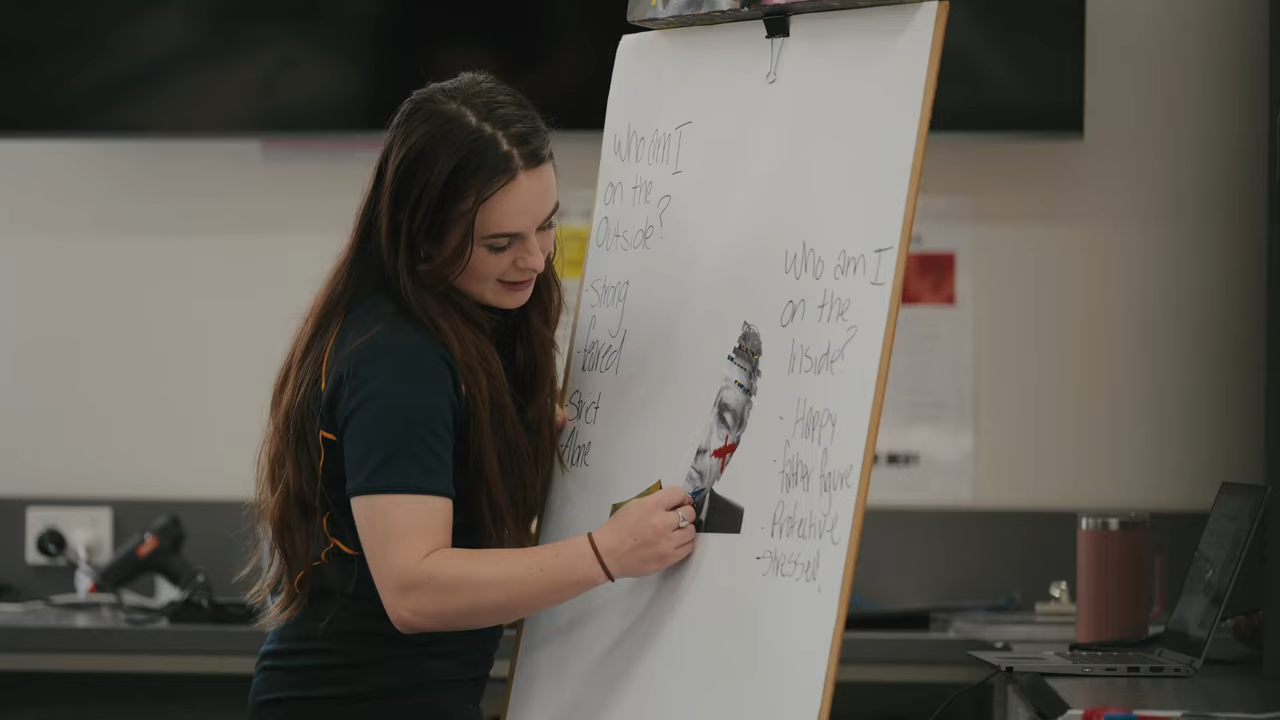 Who am I
on the
Outside?
-Strong
-feared
-Strict
-Alone
Who am I
on the
Inside?
- Happy
- father figure
- Protective
-stressed